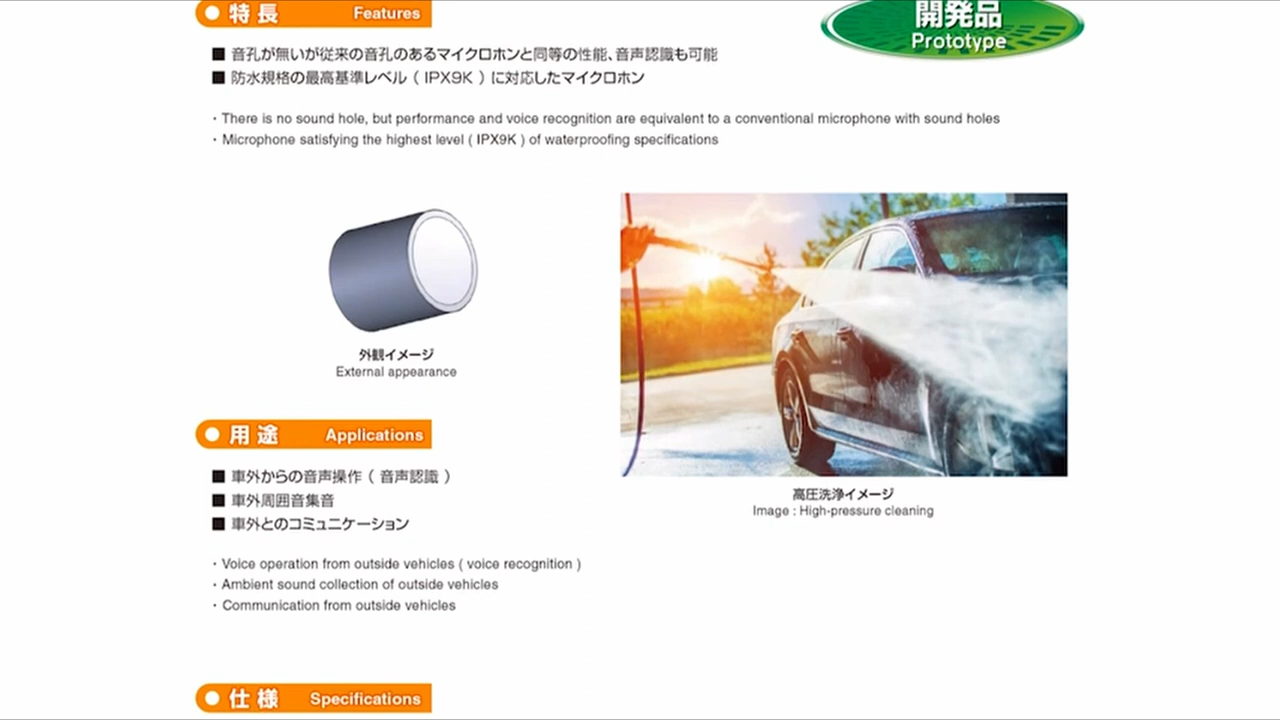 特長 Features
開発品
Prototype
■ 音孔が無いが従来の音孔のあるマイクロホンと同等の性能、音声認識も可能
■ 防水規格の最高基準レベル（ IPX9K ）に対応したマイクロホン
・There is no sound hole, but performance and voice recognition are equivalent to a conventional microphone with sound holes
・Microphone satisfying the highest level ( IPX9K ) of waterproofing specifications
外観イメージ
External appearance
高圧洗浄イメージ
Image : High-pressure cleaning
用途 Applications
■ 車外からの音声操作（ 音声認識 ）
■ 車外周囲音集音
■ 車外とのコミュニケーション
・Voice operation from outside vehicles ( voice recognition )
・Ambient sound collection of outside vehicles
・Communication from outside vehicles
仕様 Specifications